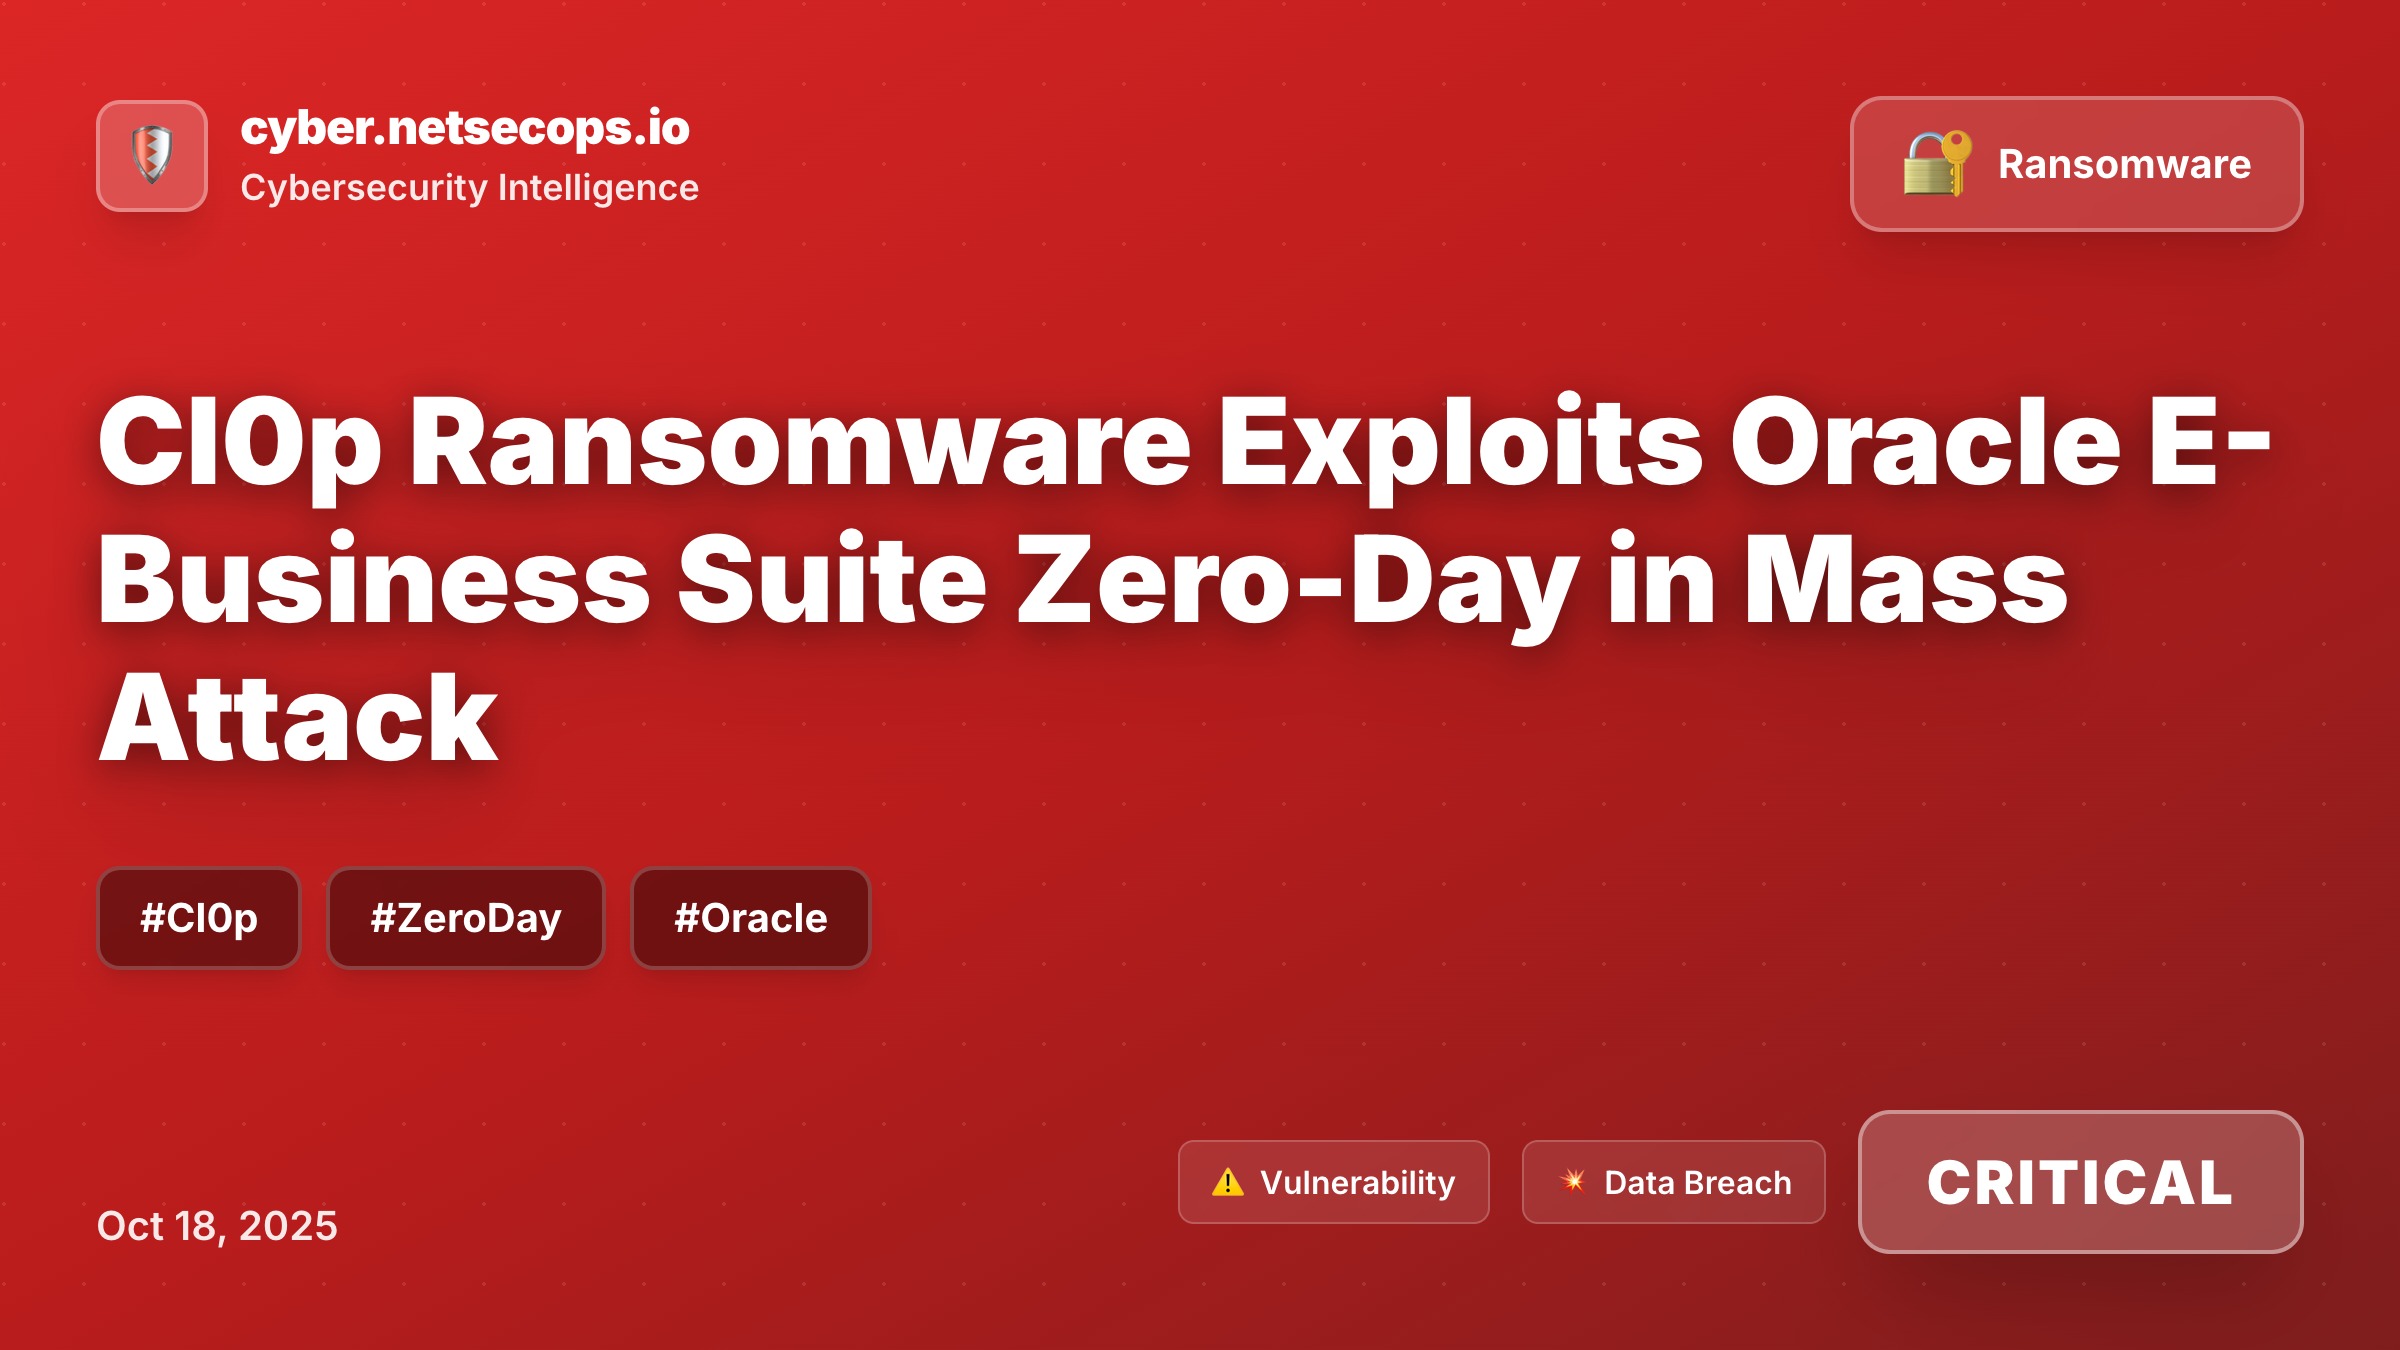 cyber.netsecops.io
Cybersecurity Intelligence
Ransomware
Cl0p Ransomware Exploits Oracle E-
Business Suite Zero-Day in Mass
Attack
#Cl0p
#ZeroDay
#Oracle
Vulnerability
Data Breach
CRITICAL
Oct 18, 2025